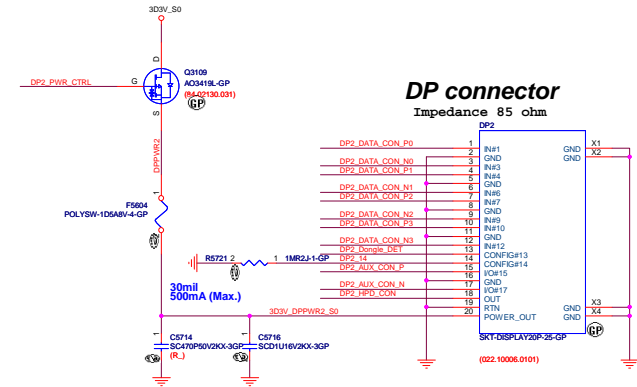 3D3V_S0
D
Q3109
G
AO3419L-GP
DP2_PWR_CTRL
(84.02130.031)
GP
S
DPPWR2
1
F5604
POLYSW-1D5A8V-4-GP
R5721 2
1 1MR2J-1-GP
30mil
500mA (Max.)
3D3V_DPPWR2_S0
1
C5714
SC470P50V2KX-3GP
(R_)
1
C5716
SCD1U16V2KX-3GP
DP connector
Impedance 85 ohm
DP2
DP2_DATA_CON_P0 1 IN#1 GND X1
2 GND GND X2
DP2_DATA_CON_N0 3 IN#3
DP2_DATA_CON_P1 4 IN#4
5 GND
DP2_DATA_CON_N1 6 IN#6
DP2_DATA_CON_P2 7 IN#7
8 GND
DP2_DATA_CON_N2 9 IN#9
DP2_DATA_CON_P3 10 IN#10
11 GND
DP2_DATA_CON_N3 12 IN#12
DP2_Dongle_DET 13 CONFIG#13
DP2_14 14 CONFIG#14
DP2_AUX_CON_P 15 I/O#15
16 GND
DP2_AUX_CON_N 17 I/O#17
DP2_HPD_CON 18 OUT
19 RTN GND X3
20 POWER_OUT GND X4
GP
SKT-DISPLAY20P-25-GP
(022.10006.0101)